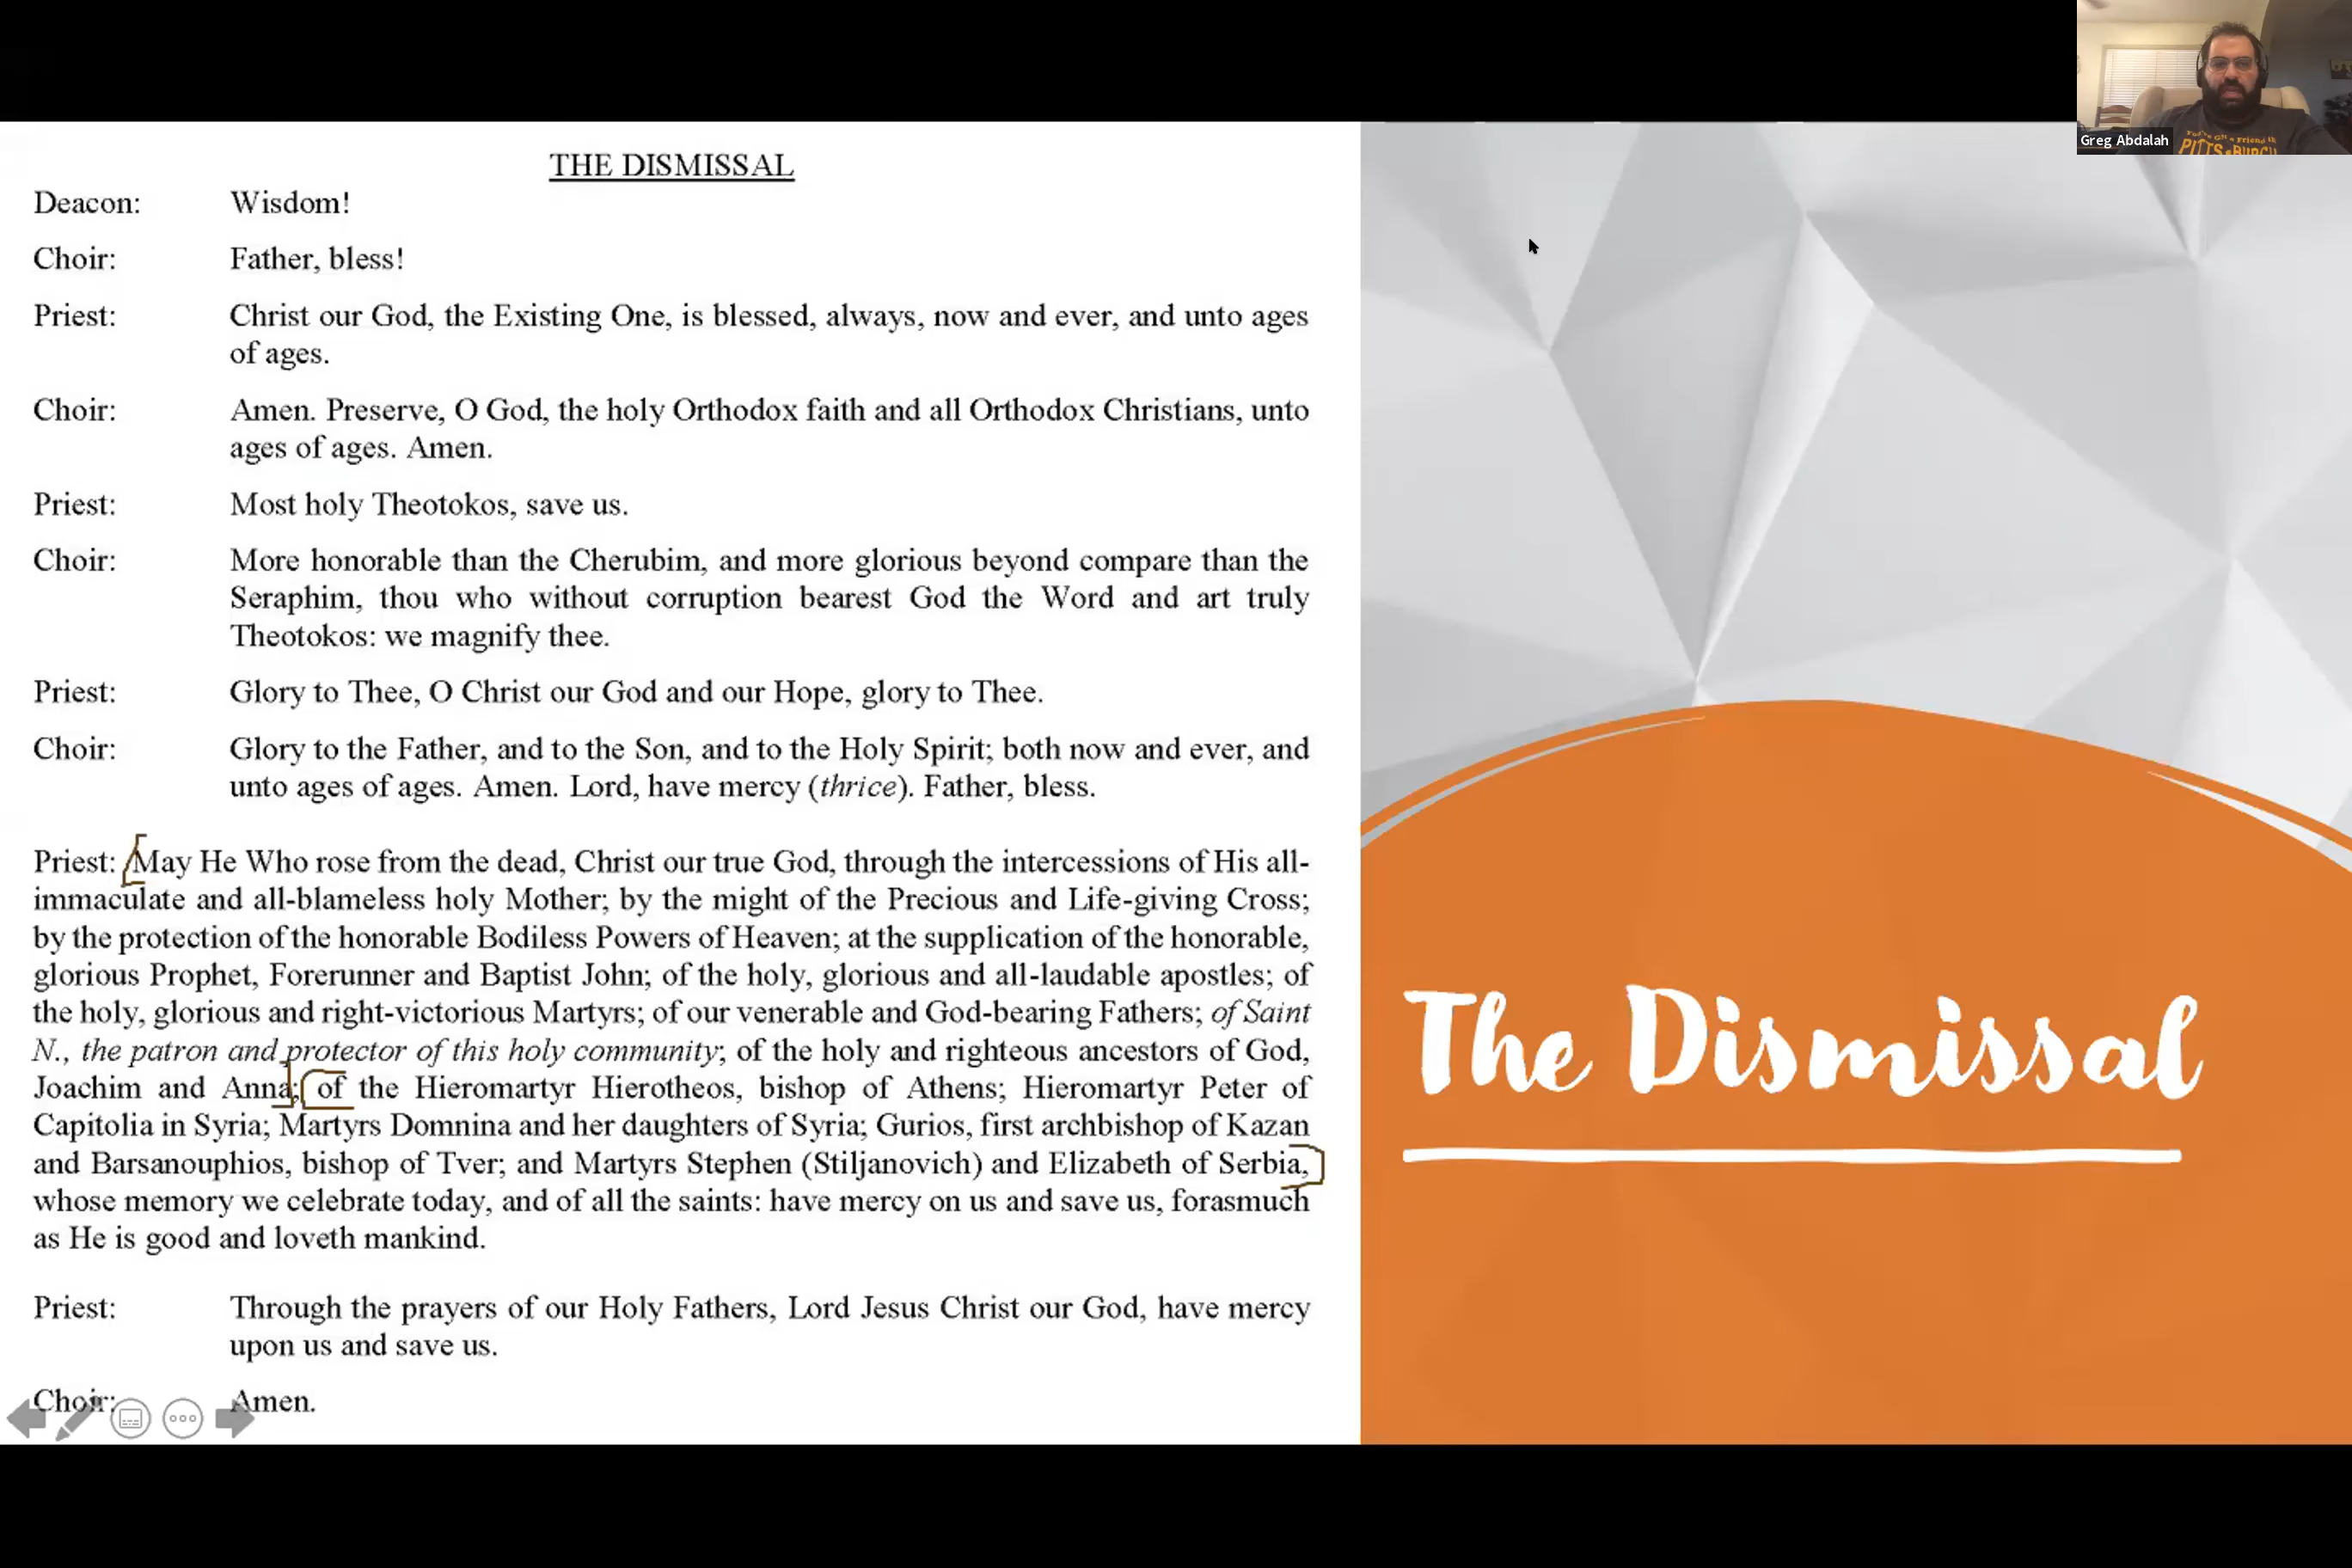 THE DISMISSAL
Deacon: Wisdom!
Choir: Father, bless!
Priest: Christ our God, the Existing One, is blessed, always, now and ever, and unto ages
of ages.
Choir: Amen. Preserve, O God, the holy Orthodox faith and all Orthodox Christians, unto
ages of ages. Amen.
Priest: Most holy Theotokos, save us.
Choir: More honorable than the Cherubim, and more glorious beyond compare than the
Seraphim, thou who without corruption bearest God the Word and art truly
Theotokos: we magnify thee.
Priest: Glory to Thee, O Christ our God and our Hope, glory to Thee.
Choir: Glory to the Father, and to the Son, and to the Holy Spirit; both now and ever, and
unto ages of ages. Amen. Lord, have mercy (thrice). Father, bless.
Priest: May He Who rose from the dead, Christ our true God, through the intercessions of His all-
immaculate and all-blameless holy Mother; by the might of the Precious and Life-giving Cross;
by the protection of the honorable Bodiless Powers of Heaven; at the supplication of the honorable,
glorious Prophet, Forerunner and Baptist John; of the holy, glorious and all-laudable apostles; of
the holy, glorious and right-victorious Martyrs; of our venerable and God-bearing Fathers; of Saint
N., the patron and protector of this holy community; of the holy and righteous ancestors of God,
Joachim and Anna; of the Hieromartyr Hierotheos, bishop of Athens; Hieromartyr Peter of
Capitolia in Syria; Martyrs Domnina and her daughters of Syria; Gurios, first archbishop of Kazan
and Barsanouphios, bishop of Tver; and Martyrs Stephen (Stiljanovich) and Elizabeth of Serbia,
whose memory we celebrate today, and of all the saints: have mercy on us and save us, forasmuch
as He is good and loveth mankind.
Priest: Through the prayers of our Holy Fathers, Lord Jesus Christ our God, have mercy
upon us and save us.
Choir: Amen.
The Dismissal
Greg Abdalah
You've Got a Friend in
PITTSBURGH